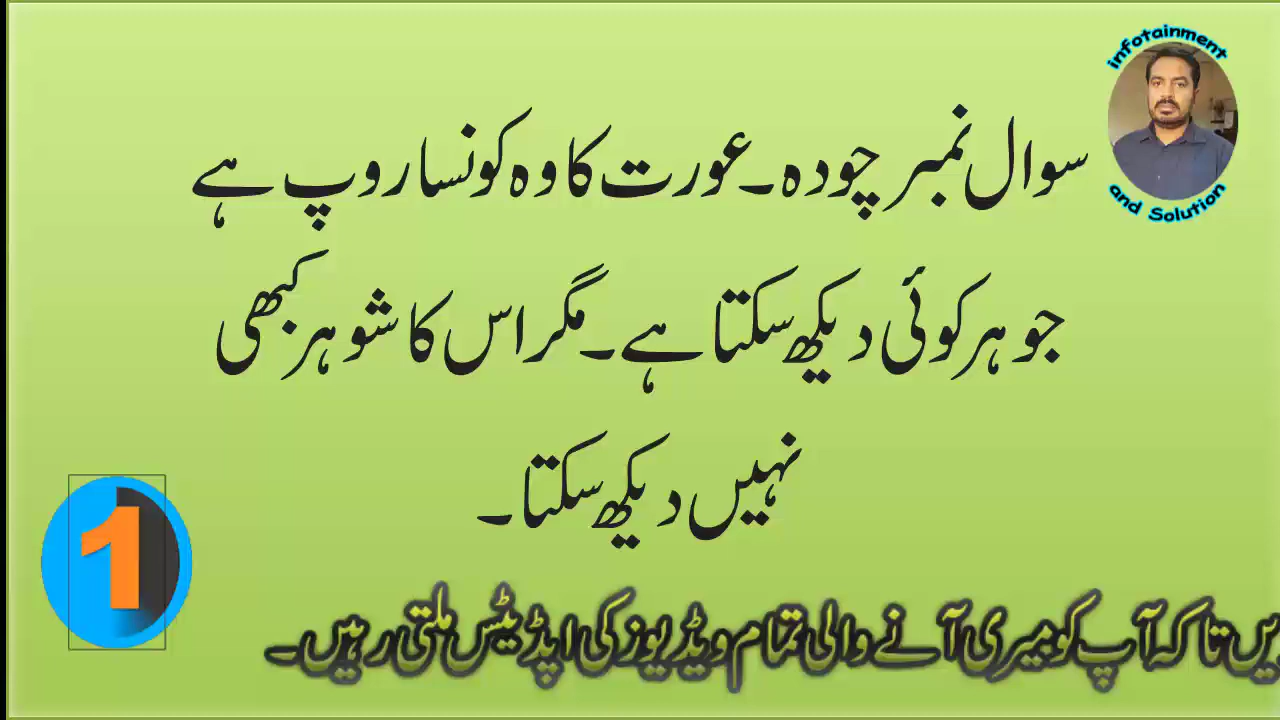 infotainment
and Solution
سوال نمبر چودہ۔ عورت کا وہ کونسا روپ ہے
جو ہر کوئی دیکھ سکتا ہے۔ مگر اس کا شوہر کبھی
نہیں دیکھ سکتا۔
1
تاکہ آپ کو میری آنے والی تمام ویڈیوز کی اپڈیٹس ملتی رہیں۔